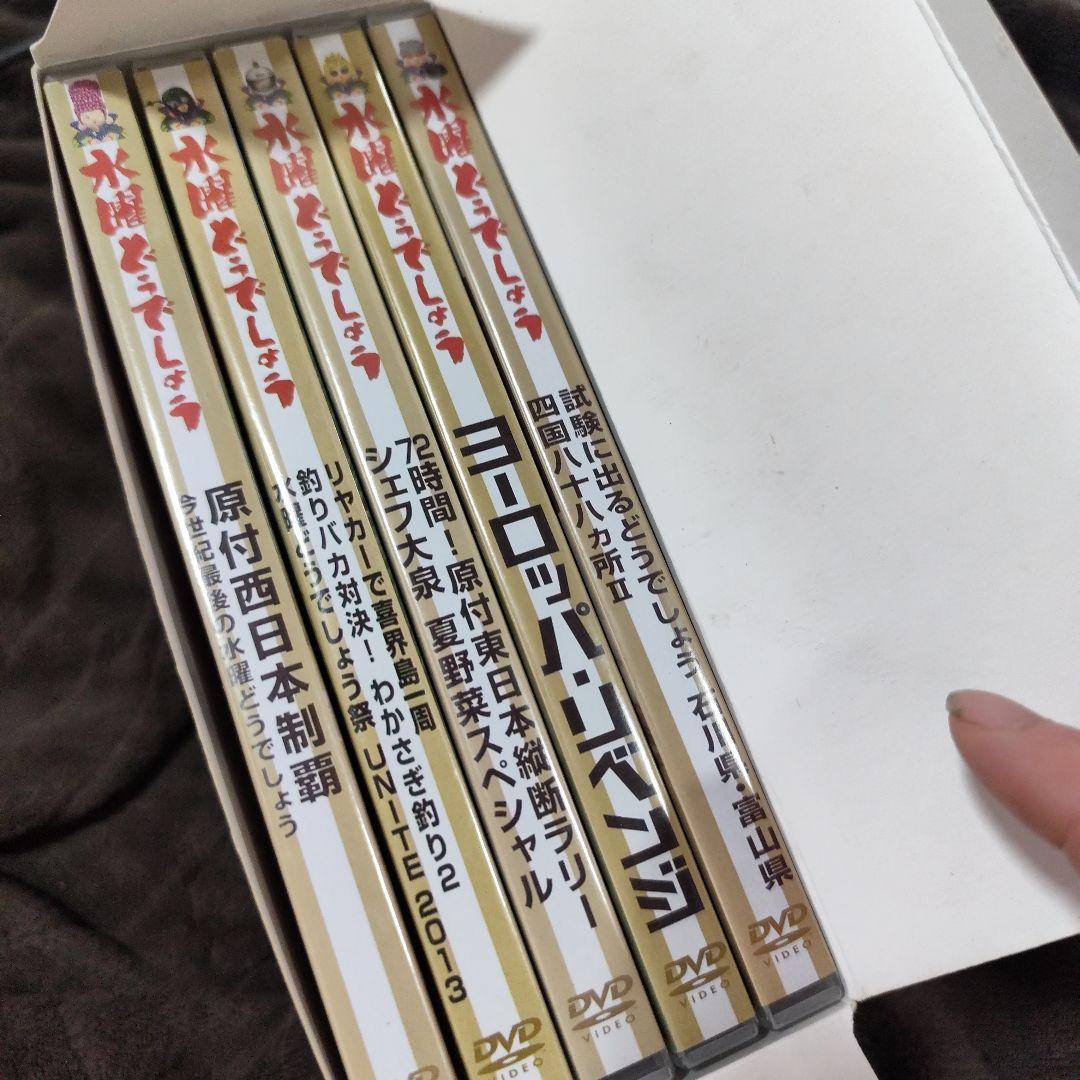 水曜どうでしょう
原付西日本制覇
今世紀最後の水曜どうでしょう
水曜どうでしょう
リヤカーで喜界島一周
釣りバカ対決!わかさぎ釣り2
水曜どうでしょう祭 UNITE 2013
DVD
VIDEO
水曜どうでしょう
72時間!原付東日本縦断ラリー
シェフ大泉 夏野菜スペシャル
DVD
VIDEO
水曜どうでしょう
ヨーロッパ・リベンジ
DVD
VIDEO
水曜どうでしょう
試験に出るどうでしょう 石川県・富山県
四国八十八ヵ所Ⅱ
DVD
VIDEO